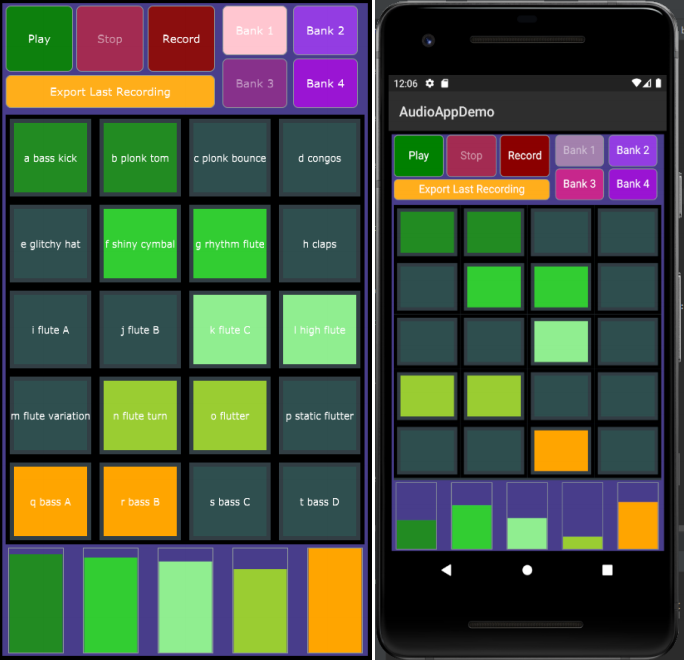 Play
Stop
Record
Bank 1
Bank 2
Export Last Recording
Bank 3
Bank 4
a bass kick
b plonk tom
c plonk bounce
d congos
e glitchy hat
f shiny cymbal
g rhythm flute
h claps
i flute A
j flute B
k flute C
l high flute
m flute variation
n flute turn
o flutter
p static flutter
q bass A
r bass B
s bass C
t bass D
12:06
AudioAppDemo
Play
Stop
Record
Bank 1
Bank 2
Export Last Recording
Bank 3
Bank 4